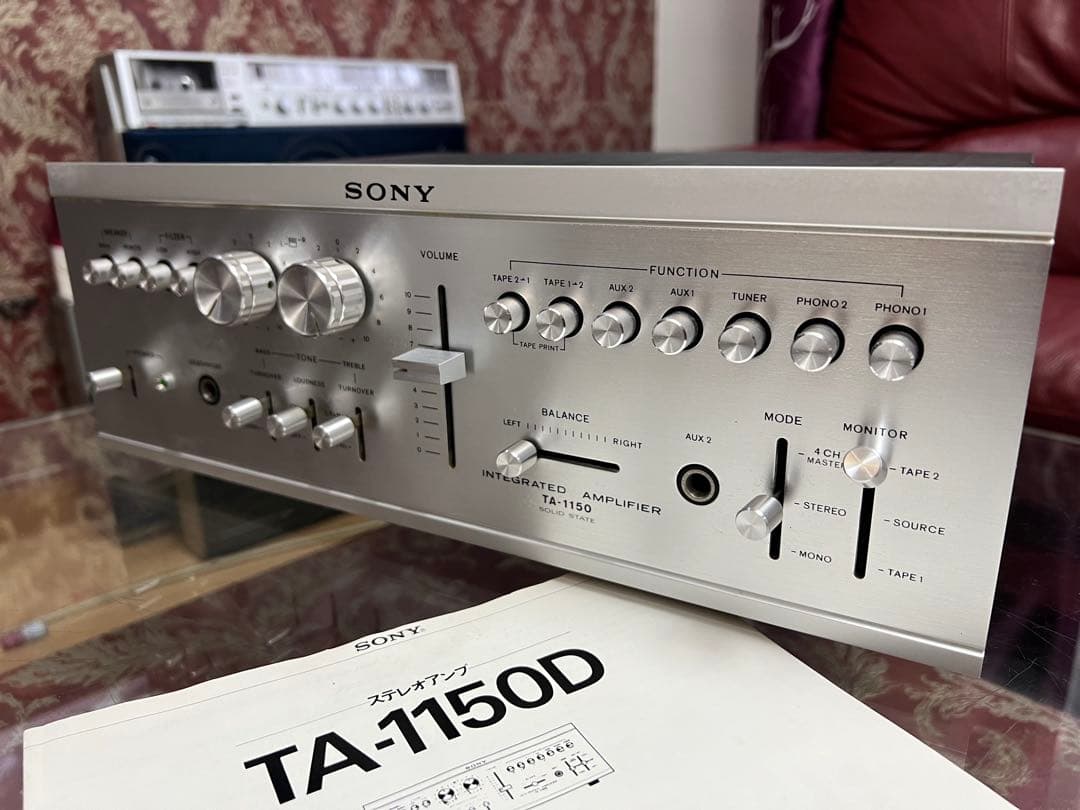 SONY
SPEAKER
FILTER
VOLUME
10
9
8
7
4
3
2
1
0
FUNCTION
TAPE 2→1 TAPE 1→2 AUX 2 AUX 1 TUNER PHONO 2 PHONO 1
TAPE PRINT
BASS TONE TREBLE
TURNOVER LOUDNESS TURNOVER
BALANCE
LEFT RIGHT
AUX 2
MODE
4 CH
STEREO
MONO
MONITOR
TAPE 2
SOURCE
TAPE 1
INTEGRATED AMPLIFIER
TA-1150
SOLID STATE
SONY
ステレオアンプ
TA-1150D